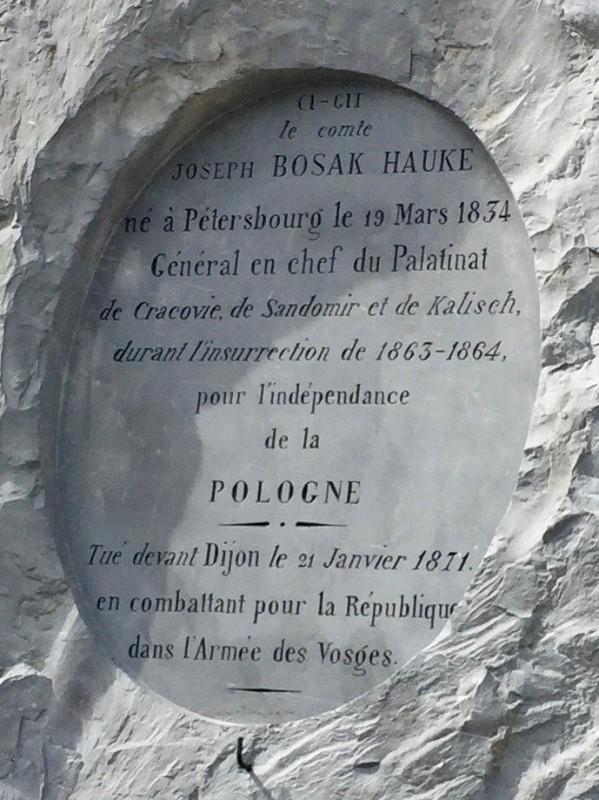 CI-GIT
le comte
JOSEPH BOSAK HAUKE
né à Pétersbourg le 19 Mars 1834
Général en chef du Palatinat
de Cracovie, de Sandomir et de Kalisch,
durant l'insurrection de 1863-1864,
pour l'indépendance
de la
POLOGNE
Tué devant Dijon le 21 Janvier 1871.
en combattant pour la République
dans l'Armée des Vosges.